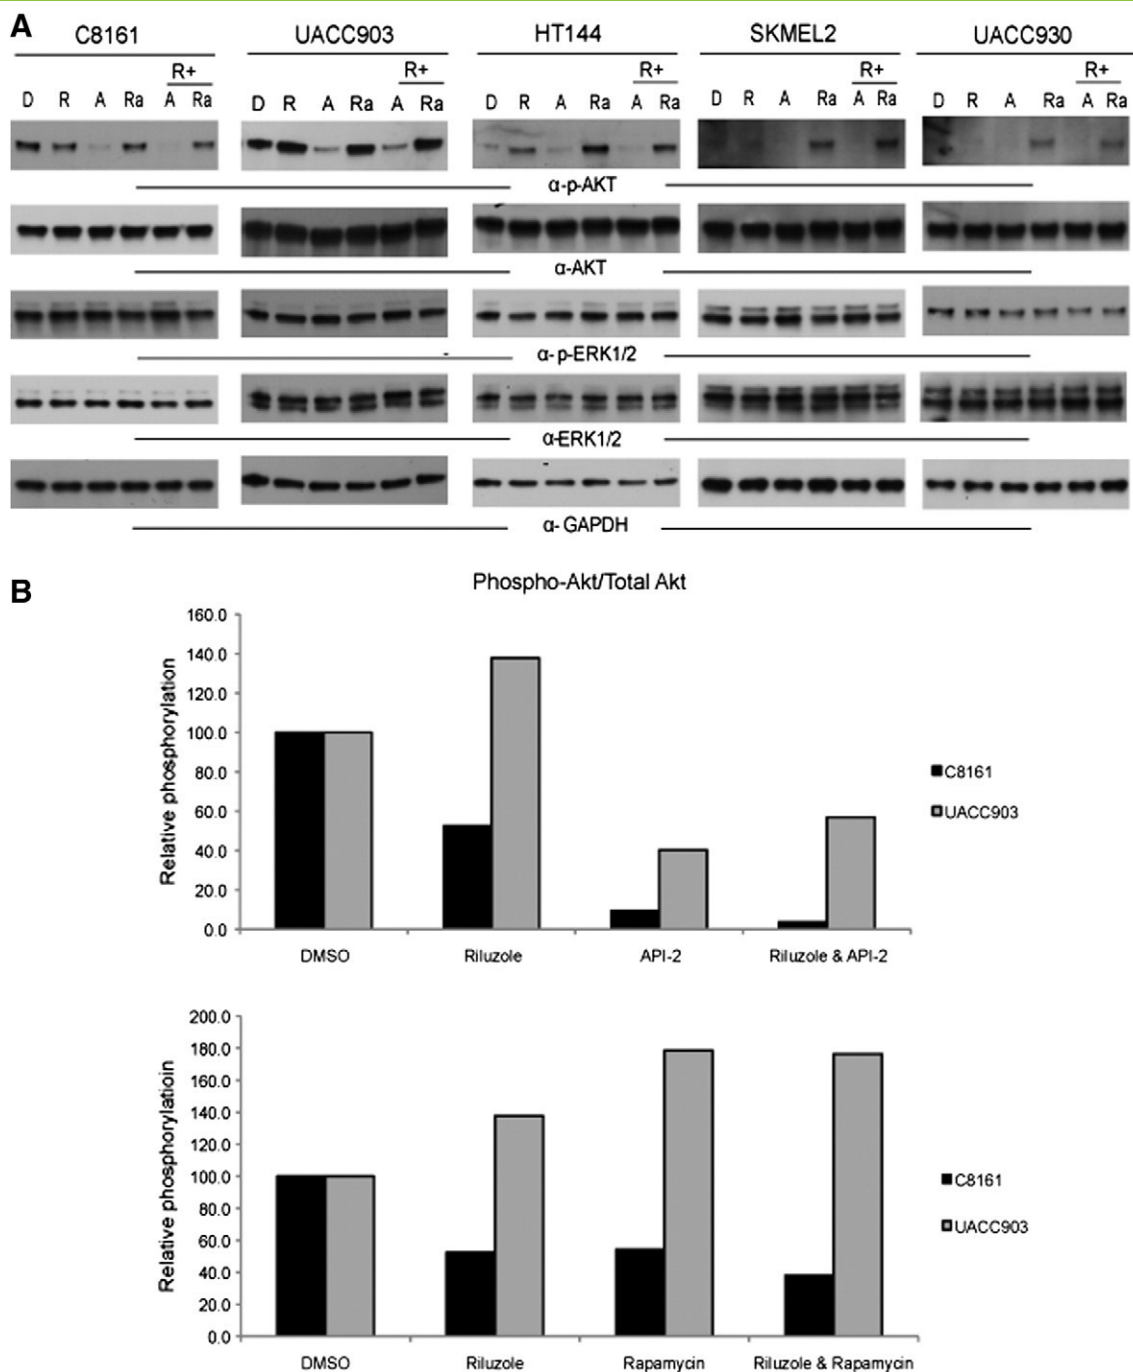 A
C8161 UACC903 HT144 SKMEL2 UACC930
R+ R+ R+ R+ R+
D R A Ra A Ra D R A Ra A Ra D R A Ra A Ra D R A Ra A Ra D R A Ra A Ra
α-p-AKT
α-AKT
α-p-ERK1/2
α-ERK1/2
α-GAPDH
B
Phospho-Akt/Total Akt
Relative phosphorylation
160.0
140.0
120.0
100.0
80.0
60.0
40.0
20.0
0.0
DMSO Riluzole API-2 Riluzole & API-2
C8161
UACC903
Relative phosphorylatioin
200.0
180.0
160.0
140.0
120.0
100.0
80.0
60.0
40.0
20.0
0.0
DMSO Riluzole Rapamycin Riluzole & Rapamycin
C8161
UACC903